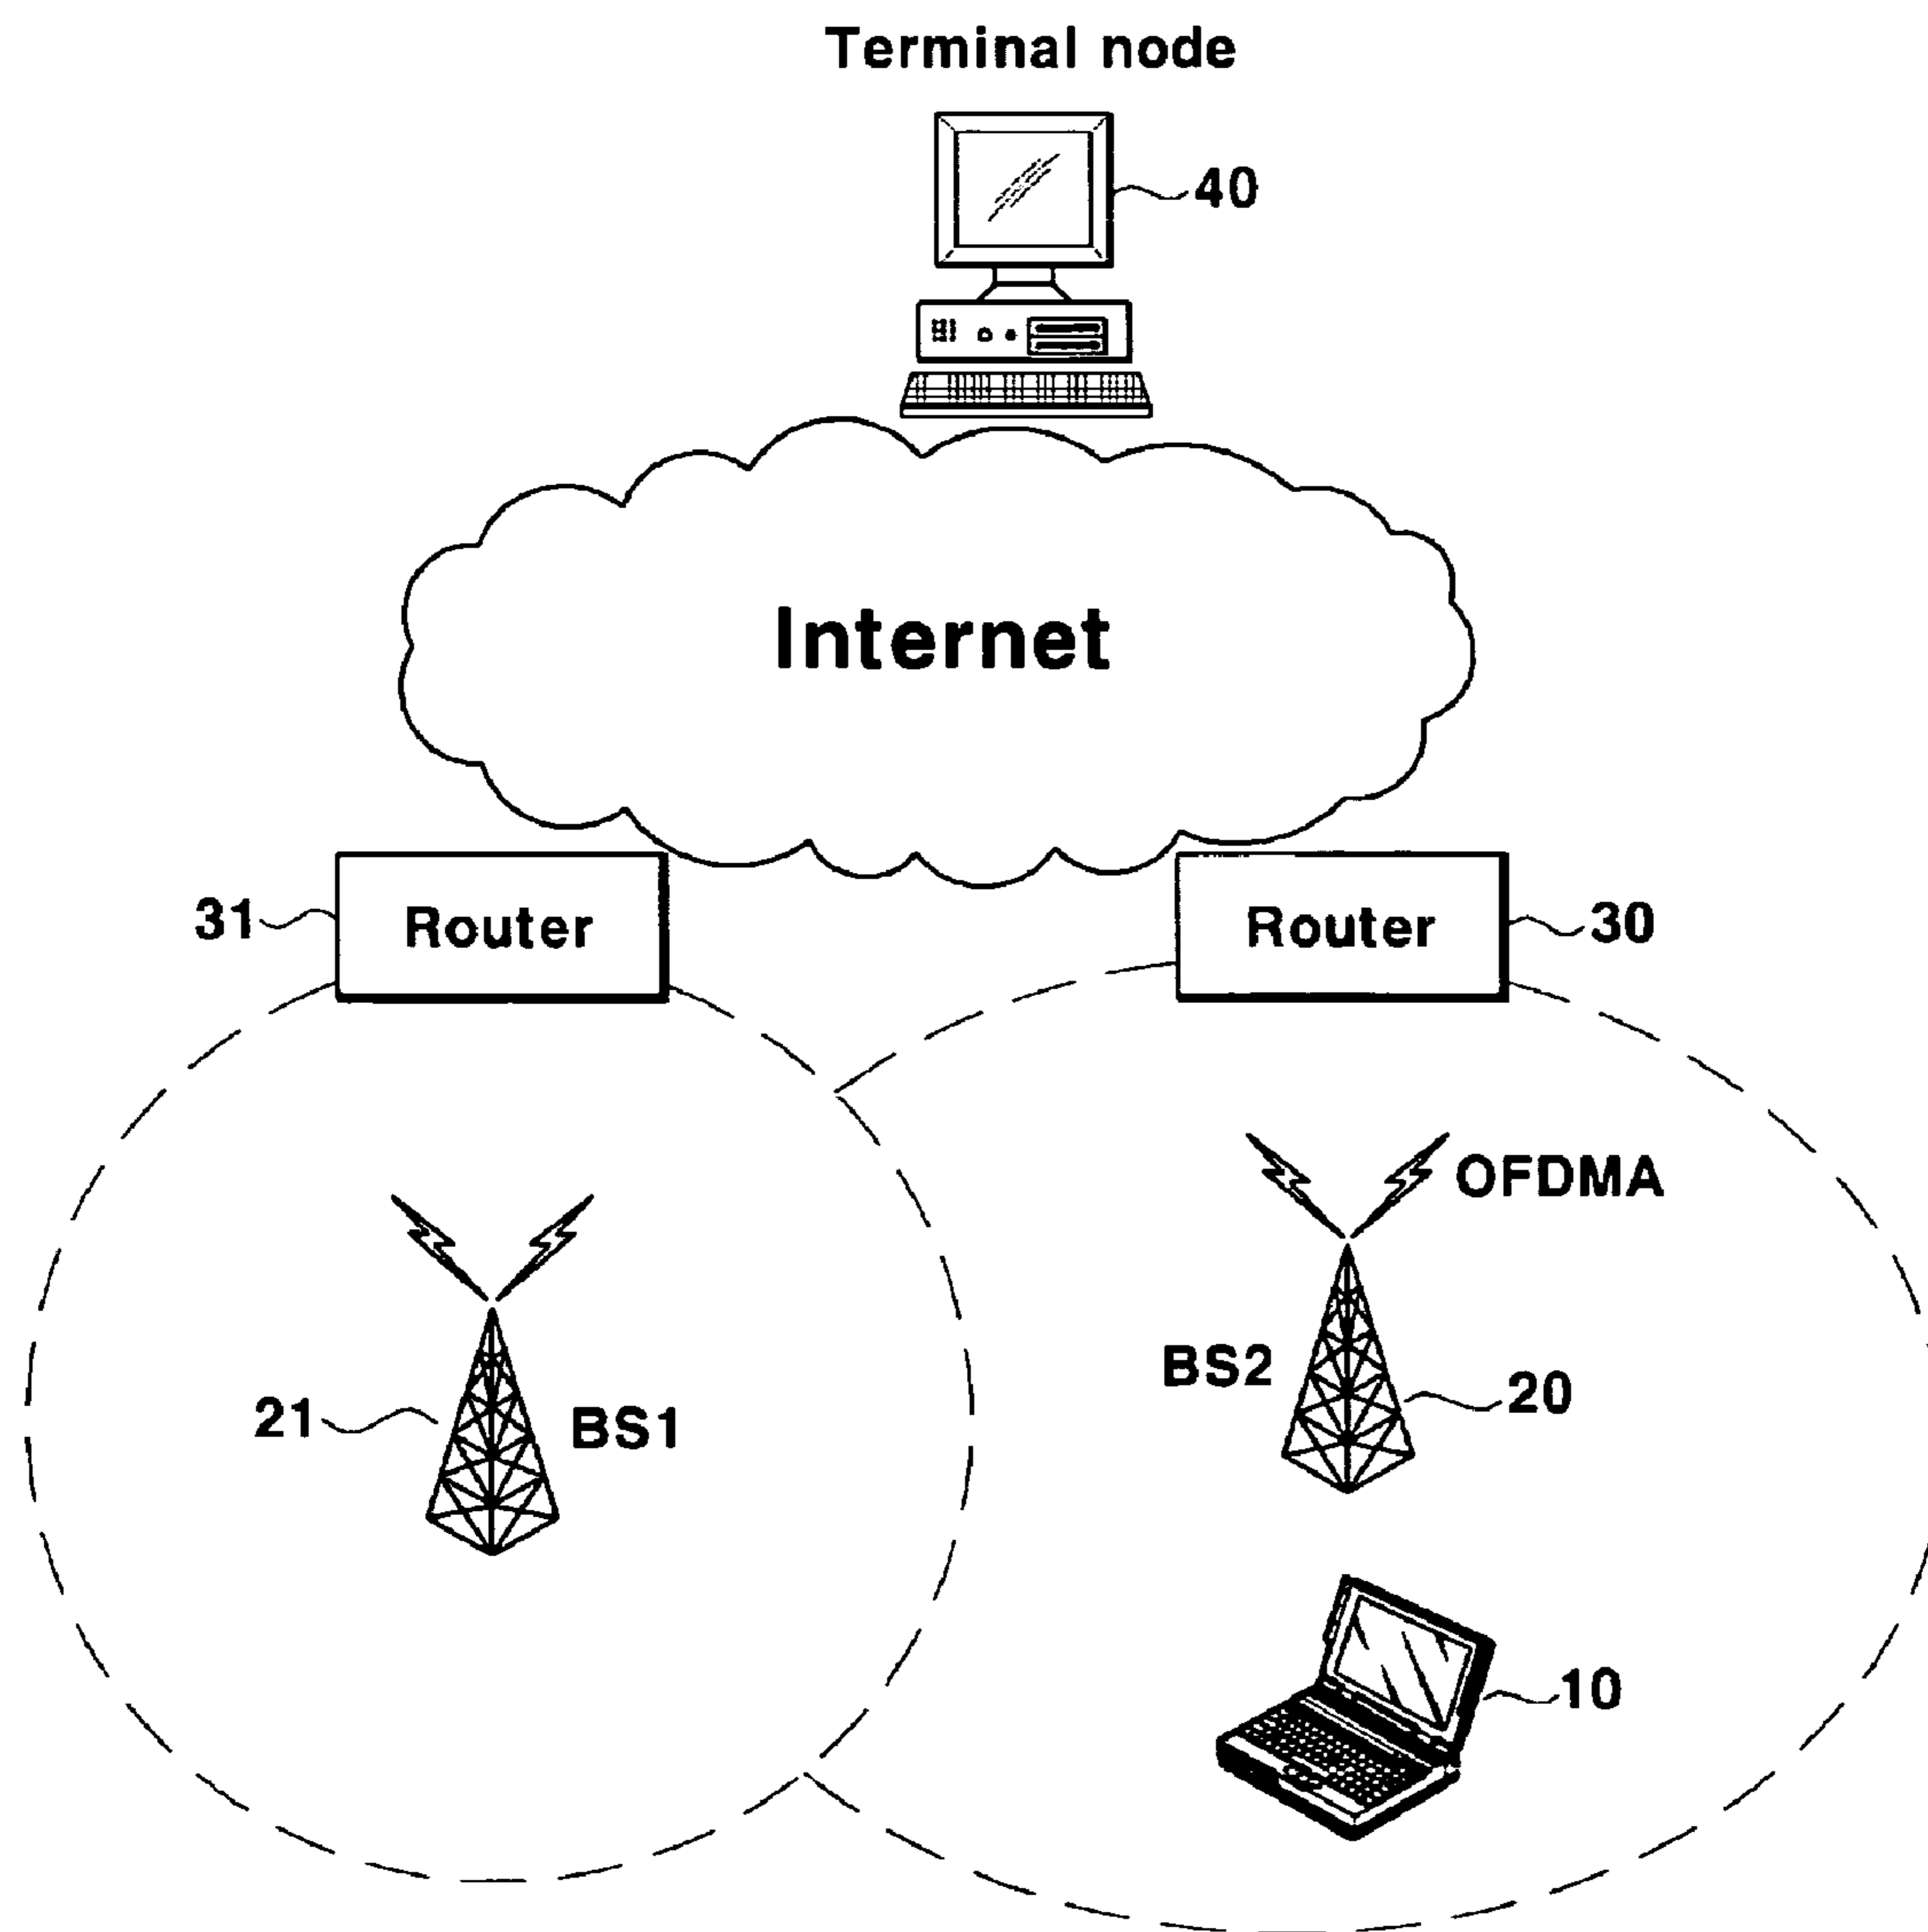 Terminal node
40
Internet
31
Router
Router
30
OFDMA
BS2
20
21
BS1
10